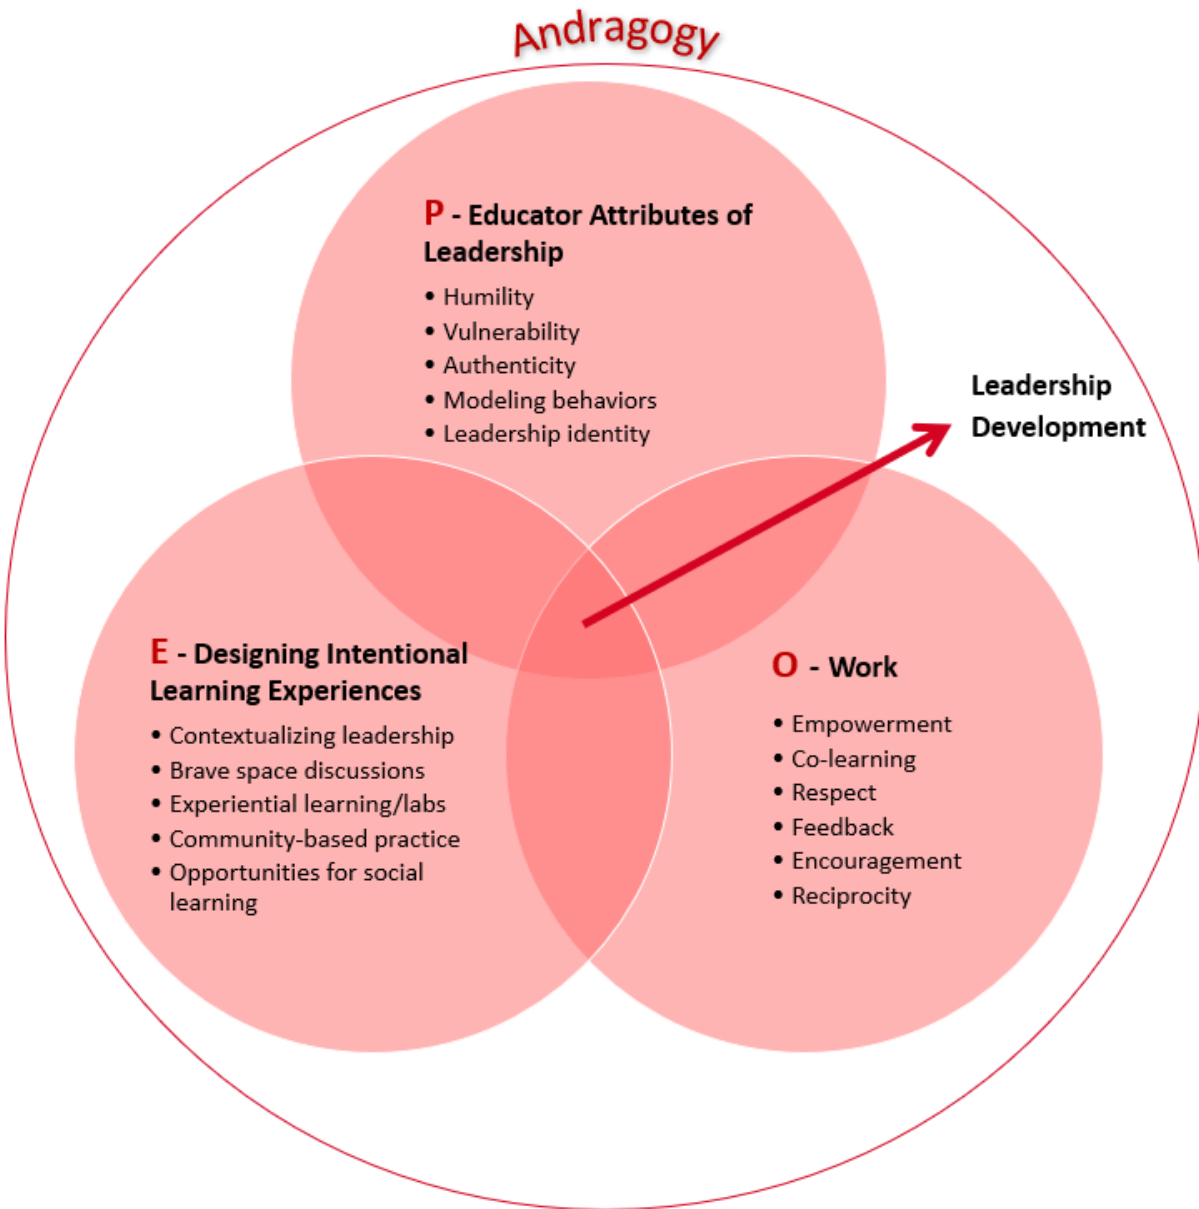 Andragogy
P - Educator Attributes of
Leadership
• Humility
• Vulnerability
• Authenticity
• Modeling behaviors
• Leadership identity
Leadership
Development
E - Designing Intentional
Learning Experiences
• Contextualizing leadership
• Brave space discussions
• Experiential learning/labs
• Community-based practice
• Opportunities for social
learning
O - Work
• Empowerment
• Co-learning
• Respect
• Feedback
• Encouragement
• Reciprocity